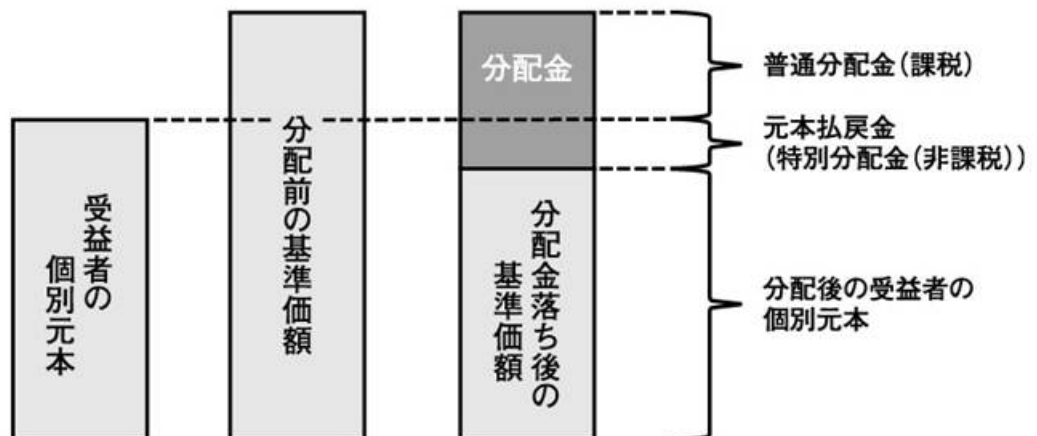 受益者の
個別元本
分配前の基準価額
分配金
分配金落ち後の
基準価額
普通分配金(課税)
元本払戻金
(特別分配金(非課税))
分配後の受益者の
個別元本